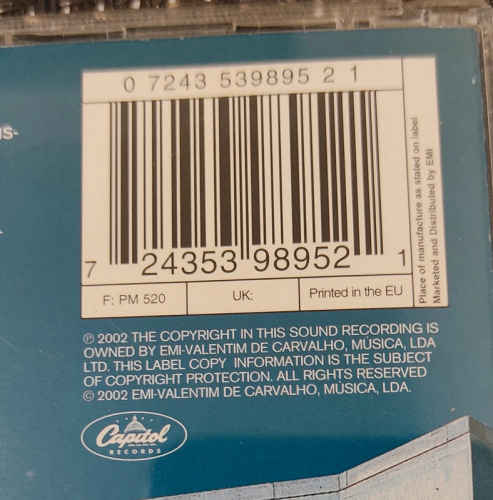 us-
0 7243 539895 2 1
7 24353 98952 1
F: PM 520
UK:
Printed in the EU
Place of manufacture as stated on label
Marketed and Distributed by EMI
℗ 2002 THE COPYRIGHT IN THIS SOUND RECORDING IS
OWNED BY EMI-VALENTIM DE CARVALHO, MÚSICA, LDA
LTD. THIS LABEL COPY INFORMATION IS THE SUBJECT
OF COPYRIGHT PROTECTION. ALL RIGHTS RESERVED
© 2002 EMI-VALENTIM DE CARVALHO, MÚSICA, LDA.
Capitol
RECORDS